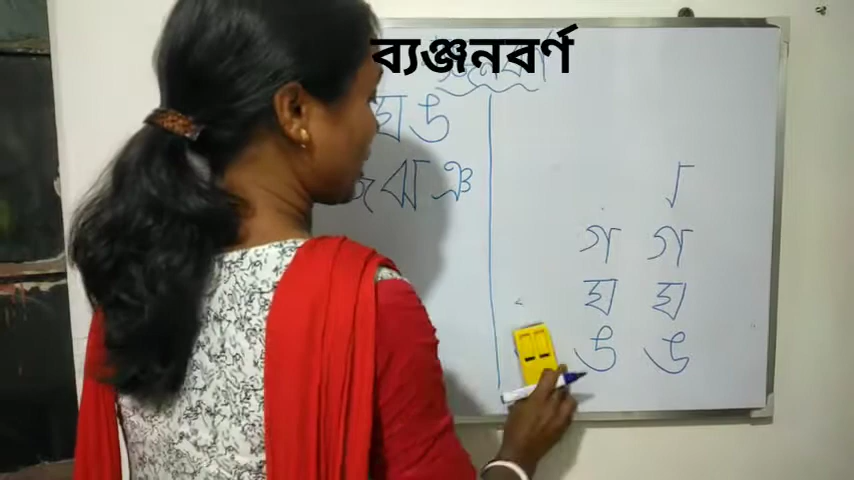 ব্যঞ্জনবর্ণ
ঘ ঙ
ঝ ঞ
গ গ
ঘ ঘ
ঙ ঙ